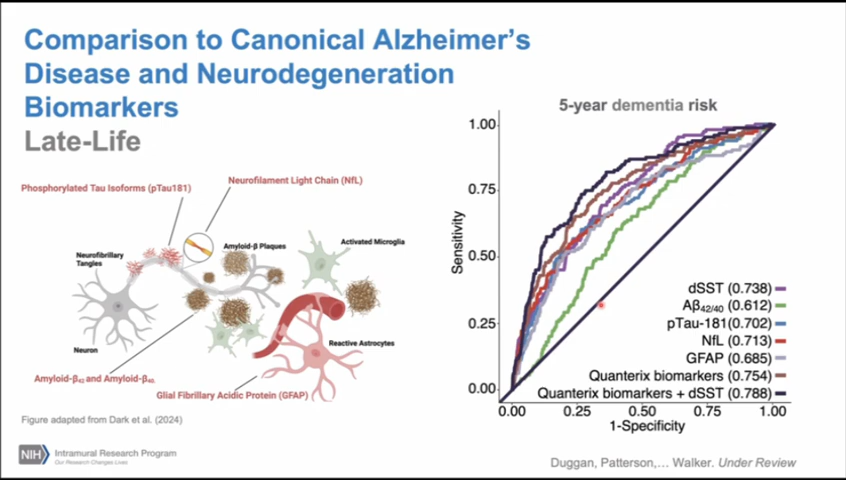 Comparison to Canonical Alzheimer's
Disease and Neurodegeneration
Biomarkers
Late-Life
Phosphorylated Tau Isoforms (pTau181)
Neurofilament Light Chain (NfL)
Neurofibrillary
Tangles
Amyloid-β Plaques
Activated Microglia
Neuron
Reactive Astrocytes
Amyloid-β42 and Amyloid-β40
Glial Fibrillary Acidic Protein (GFAP)
Figure adapted from Dark et al. (2024)
NIH
Intramural Research Program
Our Research Changes Lives
5-year dementia risk
Sensitivity
1.00
0.75
0.50
0.25
0.00
dSST (0.738)
Aβ42/40 (0.612)
pTau-181(0.702)
NfL (0.713)
GFAP (0.685)
Quanterix biomarkers (0.754)
Quanterix biomarkers + dSST (0.788)
0.00 0.25 0.50 0.75 1.00
1-Specificity
Duggan, Patterson,... Walker. Under Review